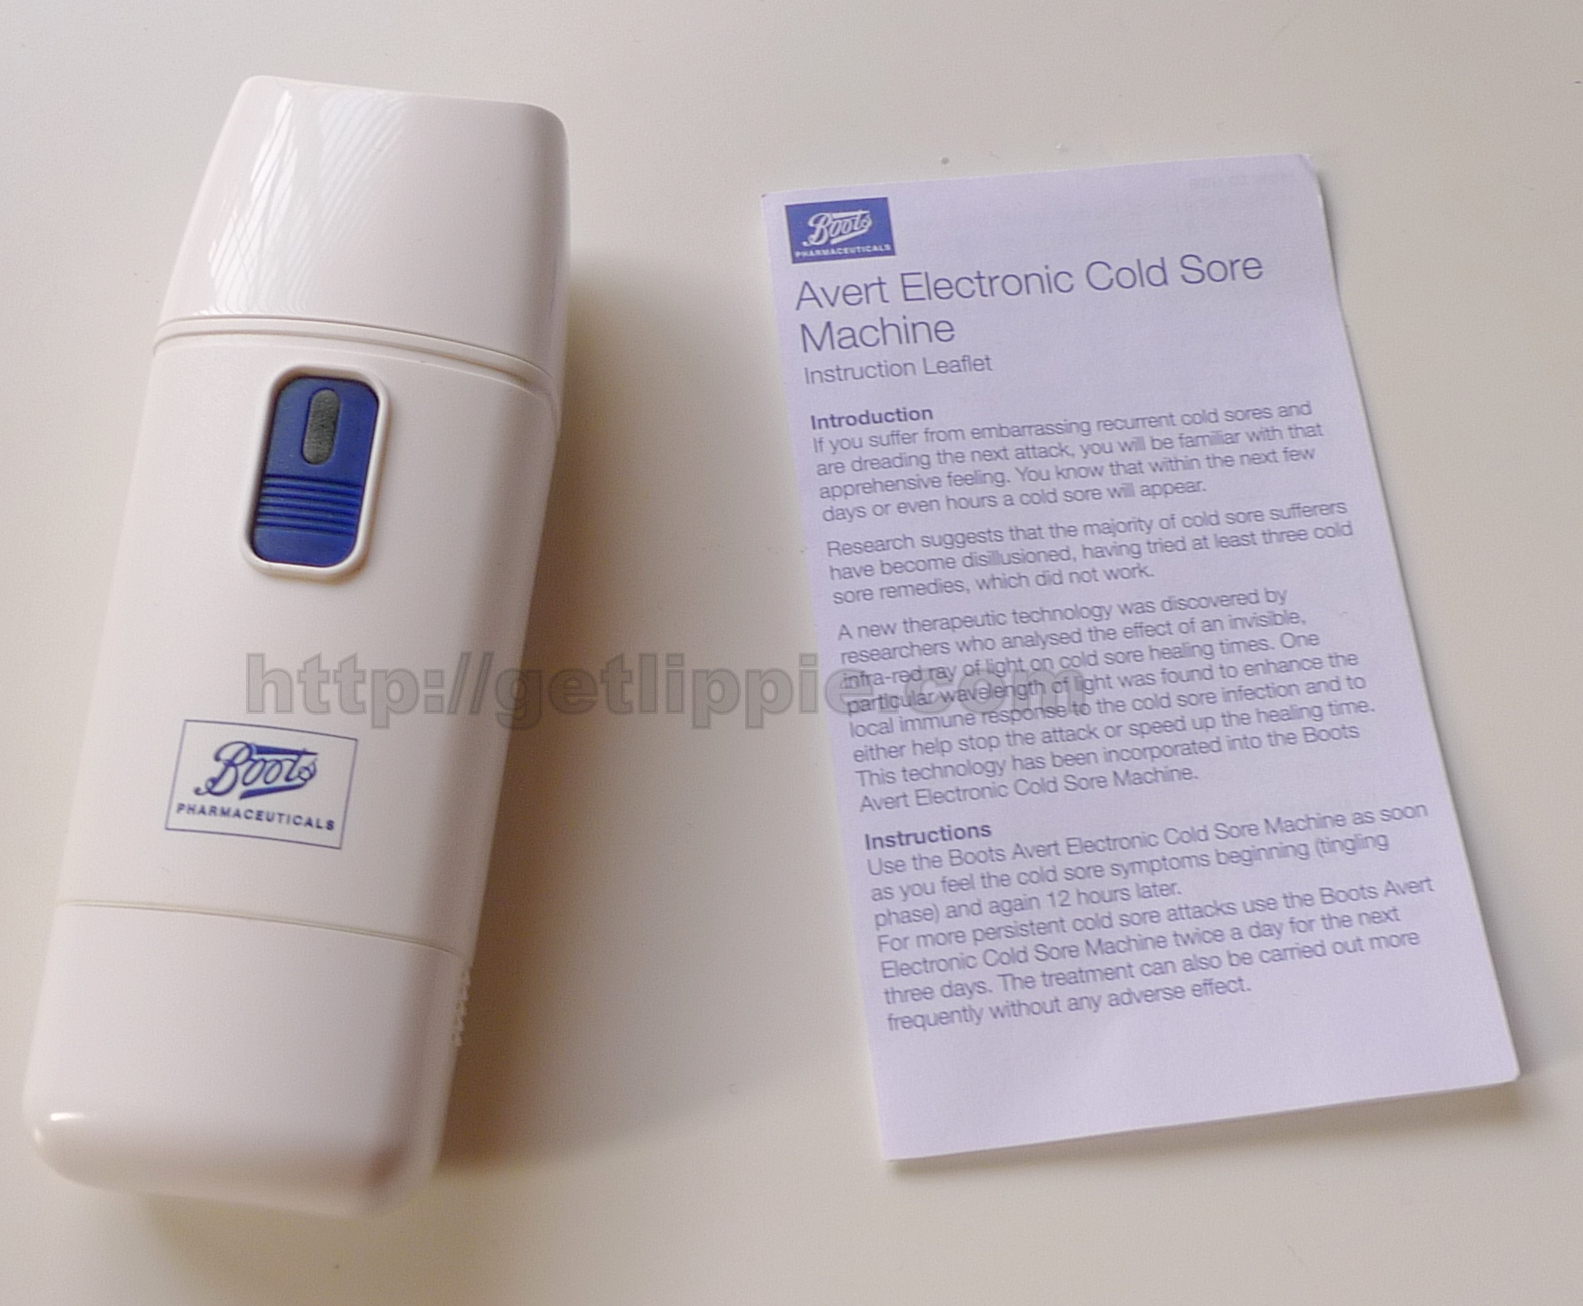 Boots
PHARMACEUTICALS
Boots
PHARMACEUTICALS
Avert Electronic Cold Sore
Machine
Instruction Leaflet
Introduction
If you suffer from embarrassing recurrent cold sores and
are dreading the next attack, you will be familiar with that
apprehensive feeling. You know that within the next few
days or even hours a cold sore will appear.
Research suggests that the majority of cold sore sufferers
have become disillusioned, having tried at least three cold
sore remedies, which did not work.
A new therapeutic technology was discovered by
researchers who analysed the effect of an invisible,
infra-red ray of light on cold sore healing times. One
particular wavelength of light was found to enhance the
local immune response to the cold sore infection and to
either help stop the attack or speed up the healing time.
This technology has been incorporated into the Boots
Avert Electronic Cold Sore Machine.
Instructions
Use the Boots Avert Electronic Cold Sore Machine as soon
as you feel the cold sore symptoms beginning (tingling
phase) and again 12 hours later.
For more persistent cold sore attacks use the Boots Avert
Electronic Cold Sore Machine twice a day for the next
three days. The treatment can also be carried out more
frequently without any adverse effect.
http://getlippie.com